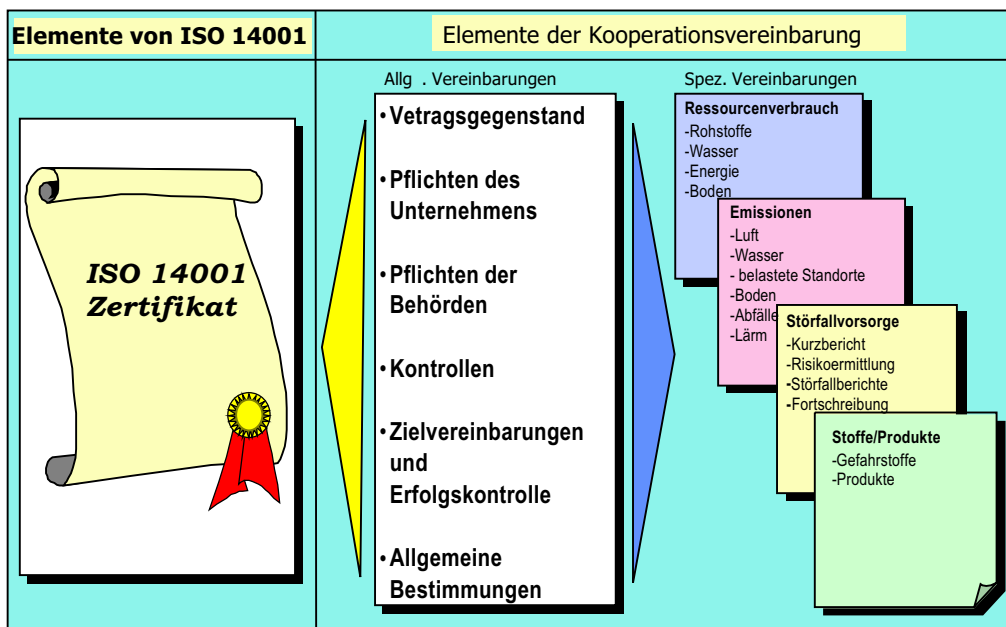 Elemente von ISO 14001
Elemente der Kooperationsvereinbarung
ISO 14001
Zertifikat
Allg . Vereinbarungen
•Vetragsgegenstand
•Pflichten des
Unternehmens
•Pflichten der
Behörden
•Kontrollen
•Zielvereinbarungen
und
Erfolgskontrolle
•Allgemeine
Bestimmungen
Spez. Vereinbarungen
Ressourcenverbrauch
-Rohstoffe
-Wasser
-Energie
-Boden
Emissionen
-Luft
-Wasser
- belastete Standorte
-Boden
-Abfälle
-Lärm
Störfallvorsorge
-Kurzbericht
-Risikoermittlung
-Störfallberichte
-Fortschreibung
Stoffe/Produkte
-Gefahrstoffe
-Produkte